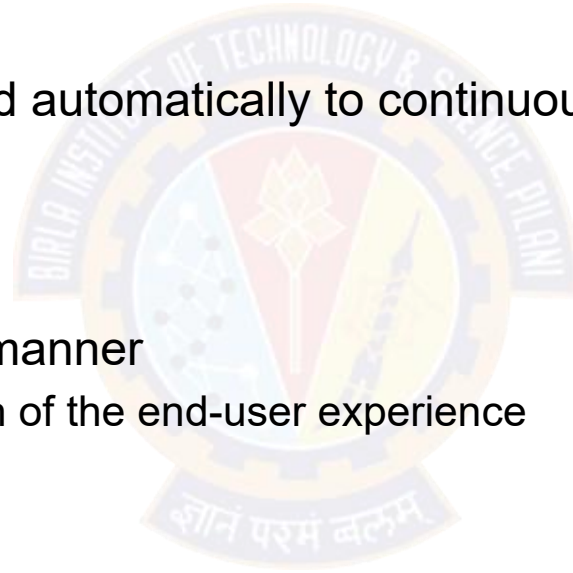 BIRLA INSTITUTE OF TECHNOLOGY & SCIENCE, PILANI
d automatically to continuou
manner
n of the end-user experience
ज्ञानं परमं बलम्